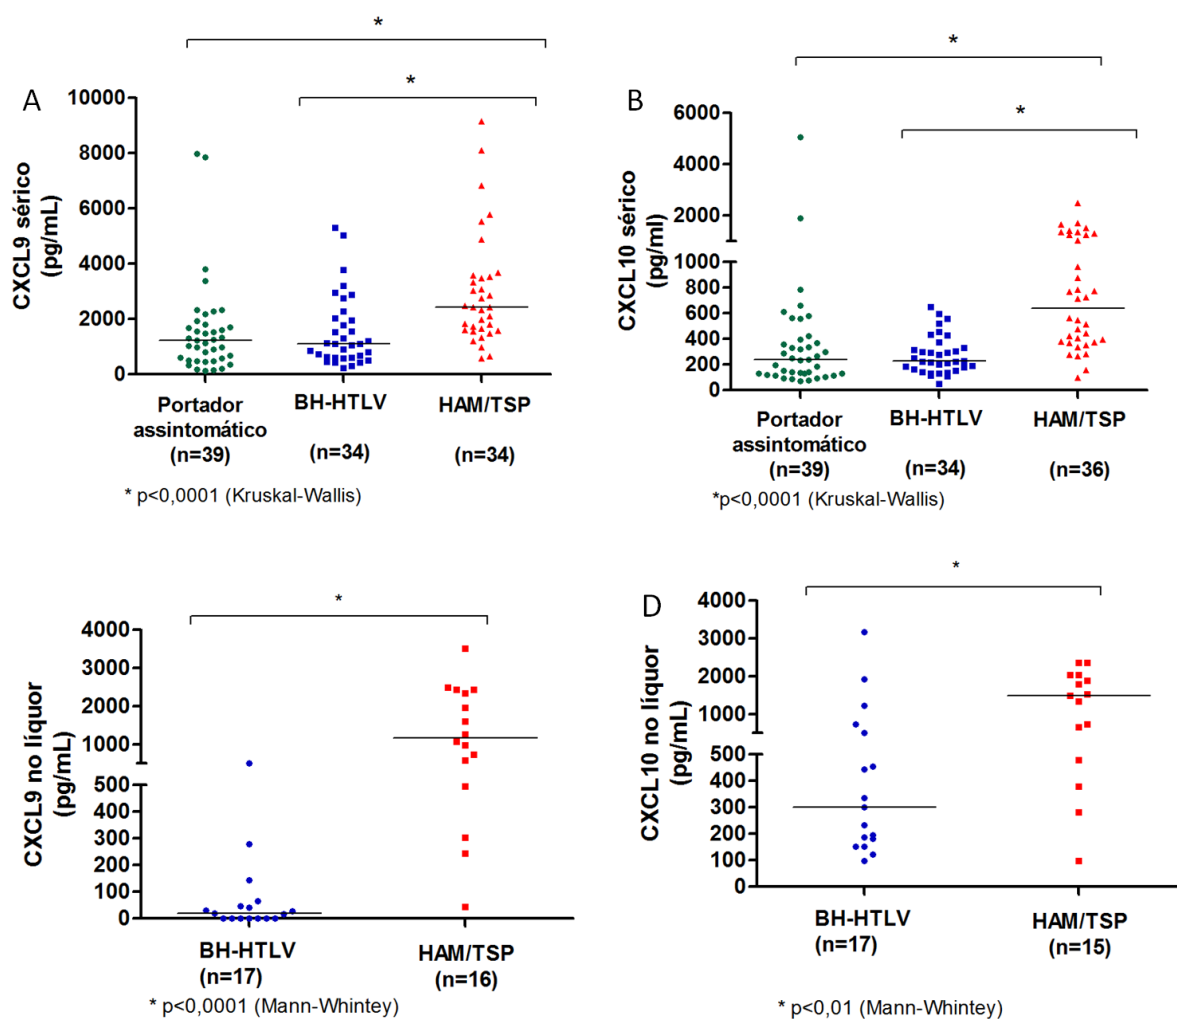 *
*
A
10000
8000
6000
4000
2000
0
CXCL9 sérico
(pg/mL)
Portador
assintomático
(n=39)
BH-HTLV
(n=34)
HAM/TSP
(n=34)
* p<0,0001 (Kruskal-Wallis)
*
*
B
6000
4000
2000
1000
800
600
400
200
0
CXCL10 sérico
(pg/ml)
Portador
assintomático
(n=39)
BH-HTLV
(n=34)
HAM/TSP
(n=36)
*p<0,0001 (Kruskal-Wallis)
*
4000
3000
2000
1000
500
400
300
200
100
0
CXCL9 no líquor
(pg/mL)
BH-HTLV
(n=17)
HAM/TSP
(n=16)
* p<0,0001 (Mann-Whintey)
*
D
4000
3000
2000
1000
500
400
300
200
100
0
CXCL10 no líquor
(pg/mL)
BH-HTLV
(n=17)
HAM/TSP
(n=15)
* p<0,01 (Mann-Whintey)